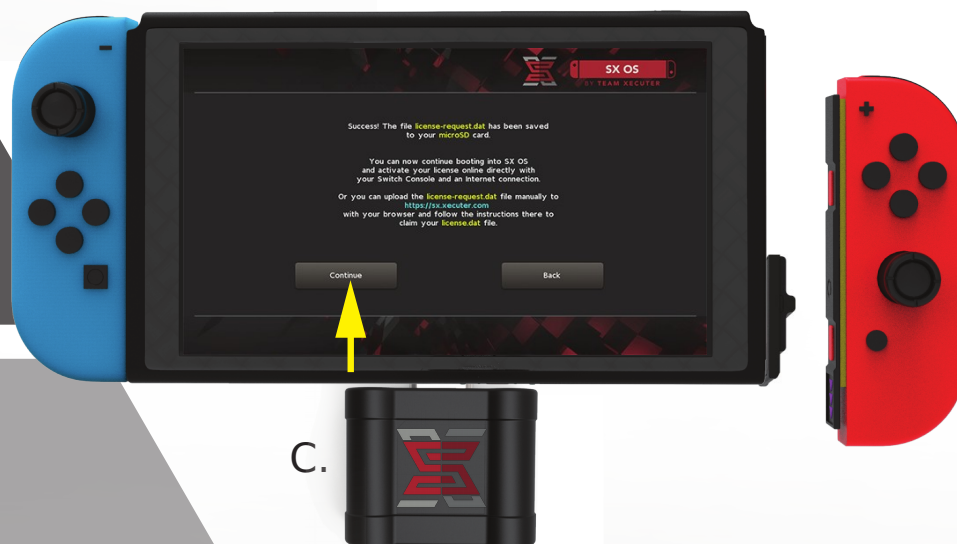 SX OS
BY TEAM XECUTER
Success! The file license-request.dat has been saved
to your microSD card.
You can now continue booting into SX OS
and activate your license online directly with
your Switch Console and an Internet connection.
Or you can upload the license-request.dat file manually to
https://sx.xecuter.com
with your browser and follow the instructions there to
claim your license.dat file.
Continue
Back
C.